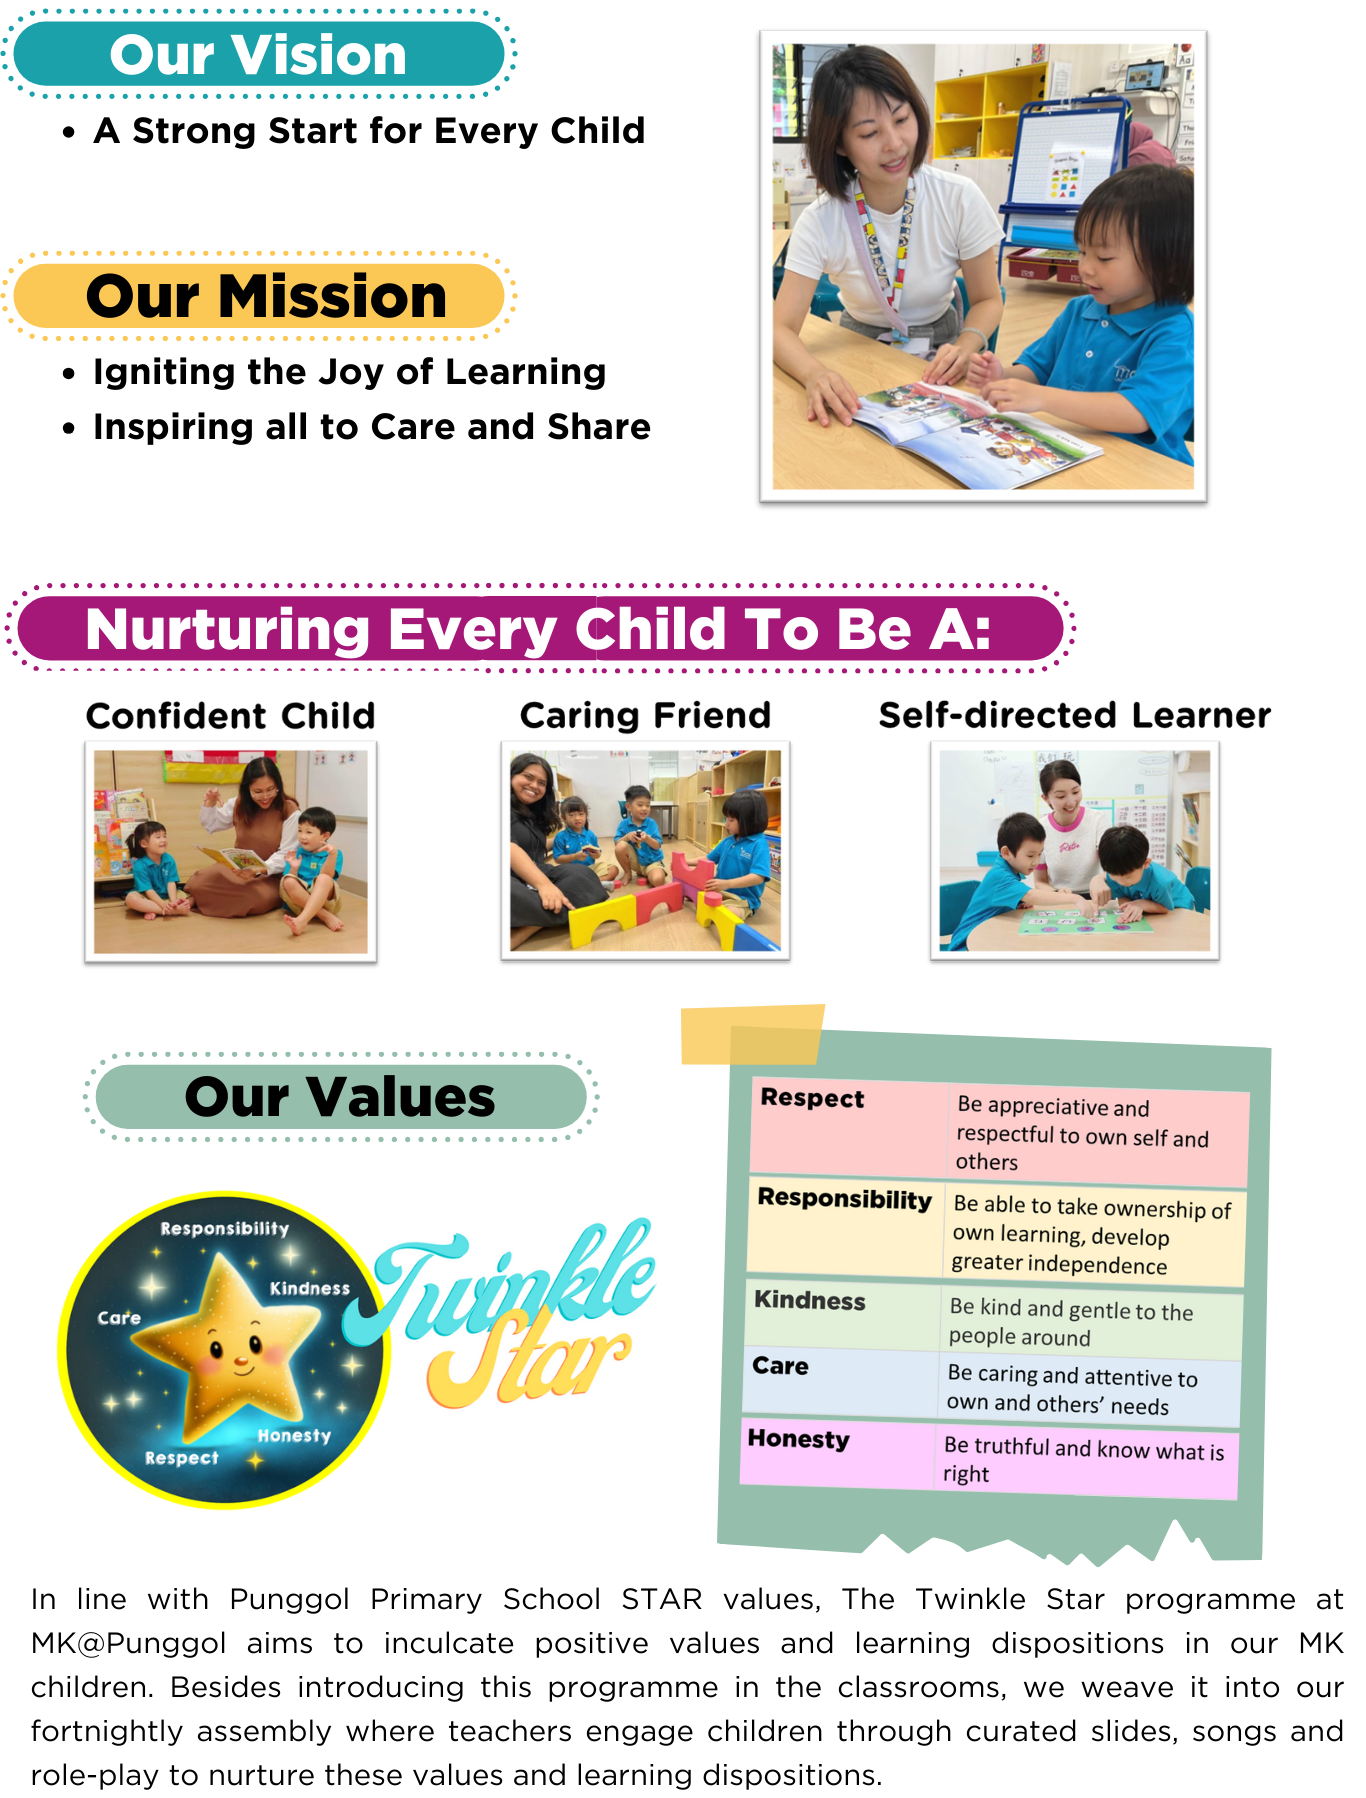 Our Vision
• A Strong Start for Every Child
Our Mission
• Igniting the Joy of Learning
• Inspiring all to Care and Share
Nurturing Every Child To Be A:
Confident Child
Caring Friend
Self-directed Learner
Our Values
Responsibility
Kindness
Care
Honesty
Respect
Twinkle
Star
Respect
Be appreciative and
respectful to own self and
others
Responsibility
Be able to take ownership of
own learning, develop
greater independence
Kindness
Be kind and gentle to the
people around
Care
Be caring and attentive to
own and others' needs
Honesty
Be truthful and know what is
right
In line with Punggol Primary School STAR values, The Twinkle Star programme at
MK@Punggol aims to inculcate positive values and learning dispositions in our MK
children. Besides introducing this programme in the classrooms, we weave it into our
fortnightly assembly where teachers engage children through curated slides, songs and
role-play to nurture these values and learning dispositions.